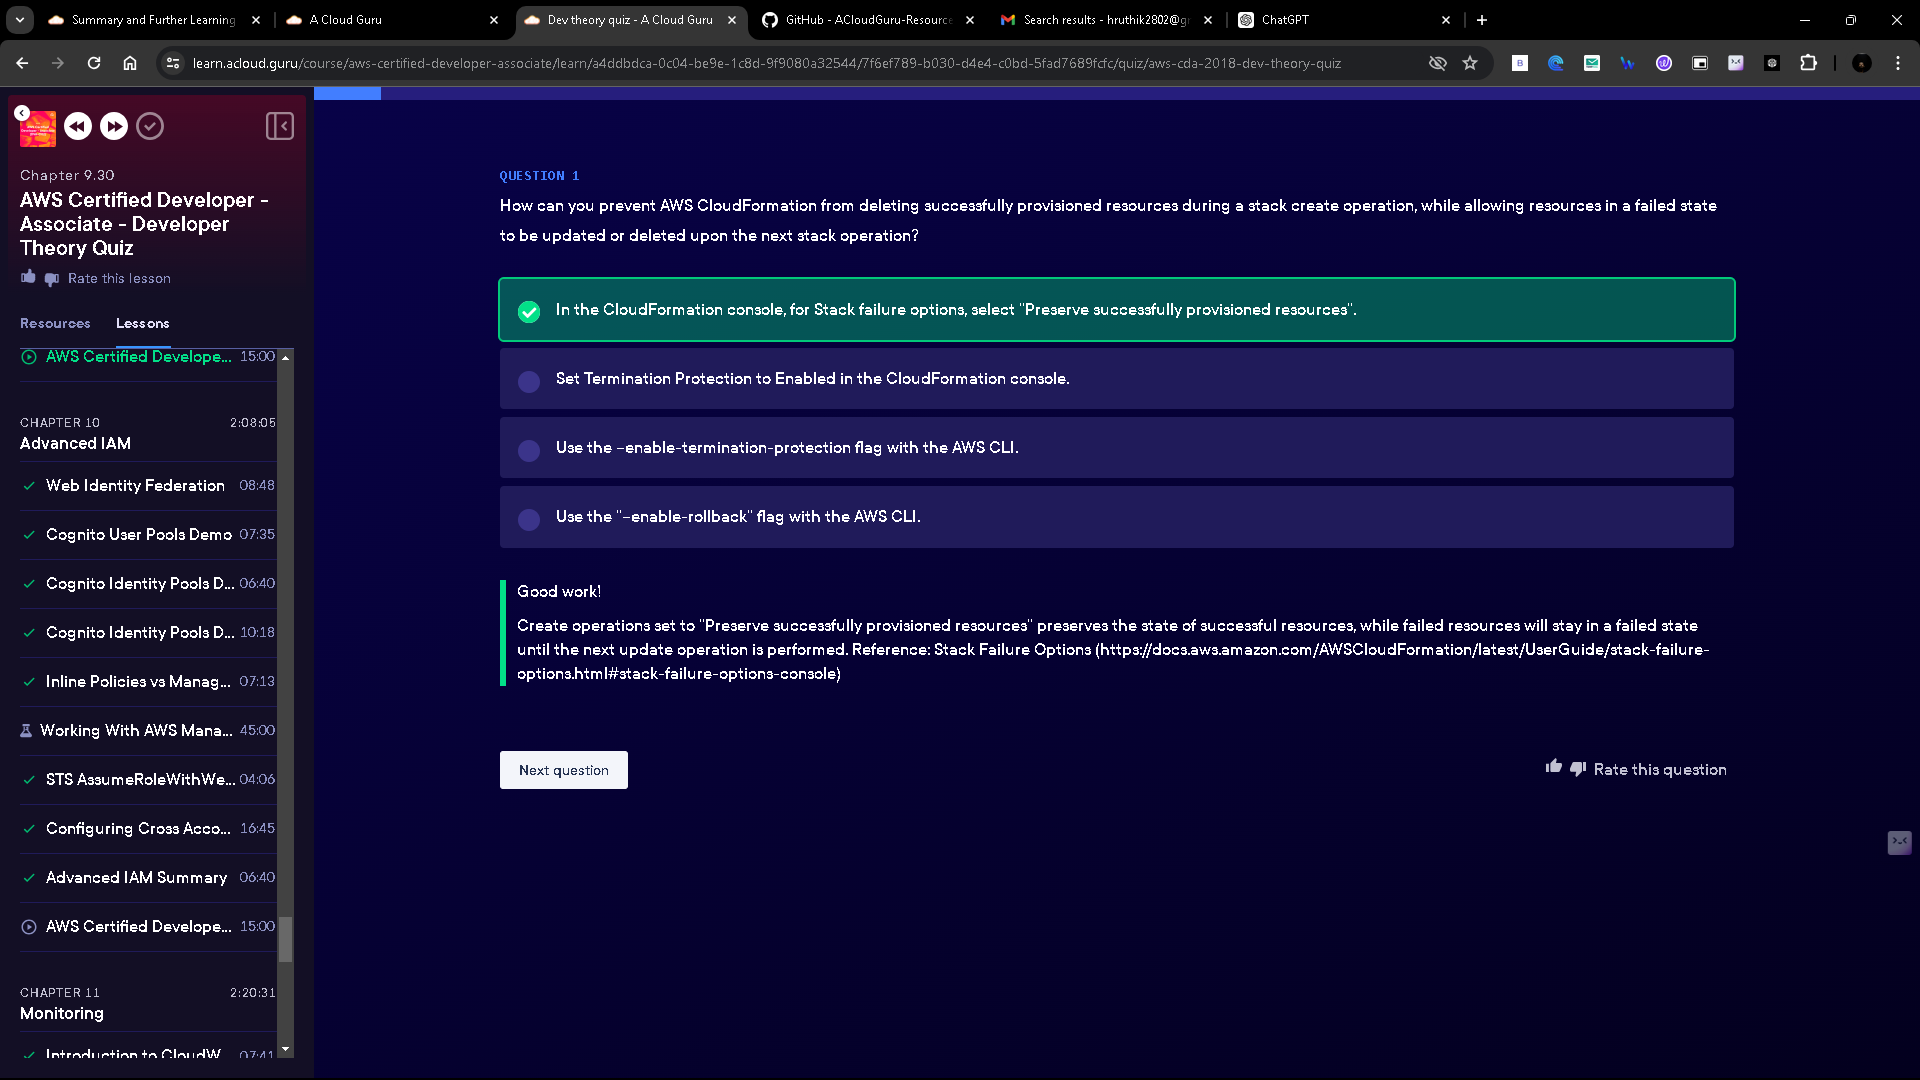 Summary and Further Learning
A Cloud Guru
Dev theory quiz - A Cloud Guru
GitHub - ACloudGuru-Resource
Search results - hruthik2802@gr
ChatGPT
learn.acloud.guru/course/aws-certified-developer-associate/learn/a4ddbdca-0c04-be9e-1c8d-9f9080a32544/7f6ef789-b030-d4e4-c0bd-5fad7689fcfc/quiz/aws-cda-2018-dev-theory-quiz
Chapter 9.30
AWS Certified Developer -
Associate - Developer
Theory Quiz
Rate this lesson
Resources Lessons
AWS Certified Develope... 15:00
CHAPTER 10 2:08:05
Advanced IAM
Web Identity Federation 08:48
Cognito User Pools Demo 07:35
Cognito Identity Pools D... 06:40
Cognito Identity Pools D... 10:18
Inline Policies vs Manag... 07:13
Working With AWS Mana... 45:00
STS AssumeRoleWithWe... 04:06
Configuring Cross Acco... 16:45
Advanced IAM Summary 06:40
AWS Certified Develope... 15:00
CHAPTER 11 2:20:31
Monitoring
Introduction to CloudW 07:41
QUESTION 1
How can you prevent AWS CloudFormation from deleting successfully provisioned resources during a stack create operation, while allowing resources in a failed state
to be updated or deleted upon the next stack operation?
In the CloudFormation console, for Stack failure options, select "Preserve successfully provisioned resources".
Set Termination Protection to Enabled in the CloudFormation console.
Use the –enable-termination-protection flag with the AWS CLI.
Use the "–enable-rollback" flag with the AWS CLI.
Good work!
Create operations set to "Preserve successfully provisioned resources" preserves the state of successful resources, while failed resources will stay in a failed state
until the next update operation is performed. Reference: Stack Failure Options (https://docs.aws.amazon.com/AWSCloudFormation/latest/UserGuide/stack-failure-
options.html#stack-failure-options-console)
Next question
Rate this question